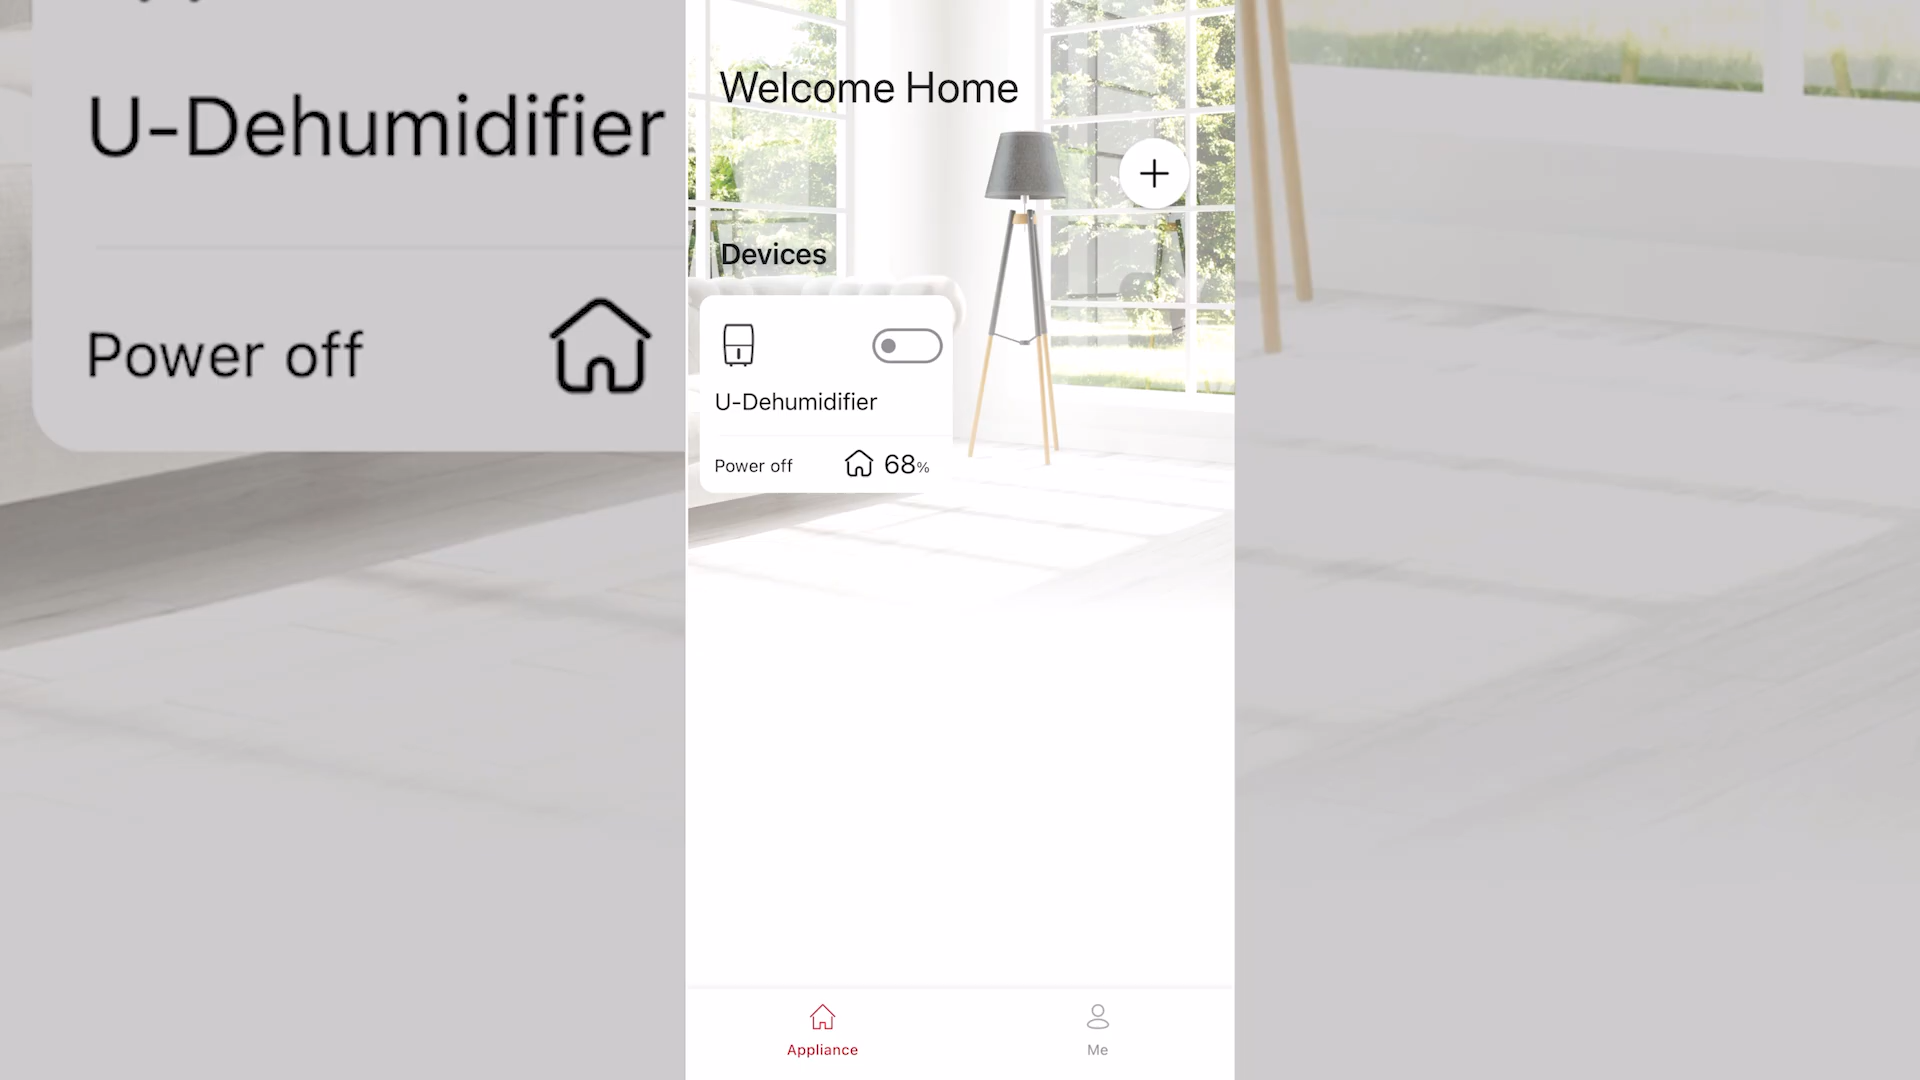 U-Dehumidifier
Power off
Welcome Home
Devices
U-Dehumidifier
Power off 68%
Appliance
Me